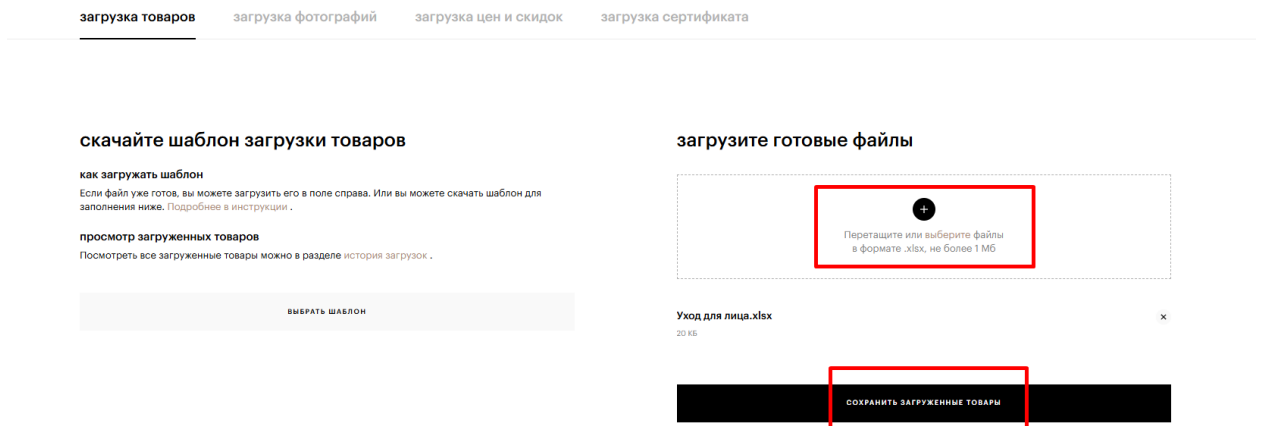 загрузка товаров загрузка фотографий загрузка цен и скидок загрузка сертификата
скачайте шаблон загрузки товаров
как загружать шаблон
Если файл уже готов, вы можете загрузить его в поле справа. Или вы можете скачать шаблон для
заполнения ниже. Подробнее в инструкции .
просмотр загруженных товаров
Посмотреть все загруженные товары можно в разделе история загрузок .
ВЫБРАТЬ ШАБЛОН
загрузите готовые файлы
Перетащите или выберите файлы
в формате .xlsx, не более 1 Мб
Уход для лица.xlsx
20 КБ
СОХРАНИТЬ ЗАГРУЖЕННЫЕ ТОВАРЫ